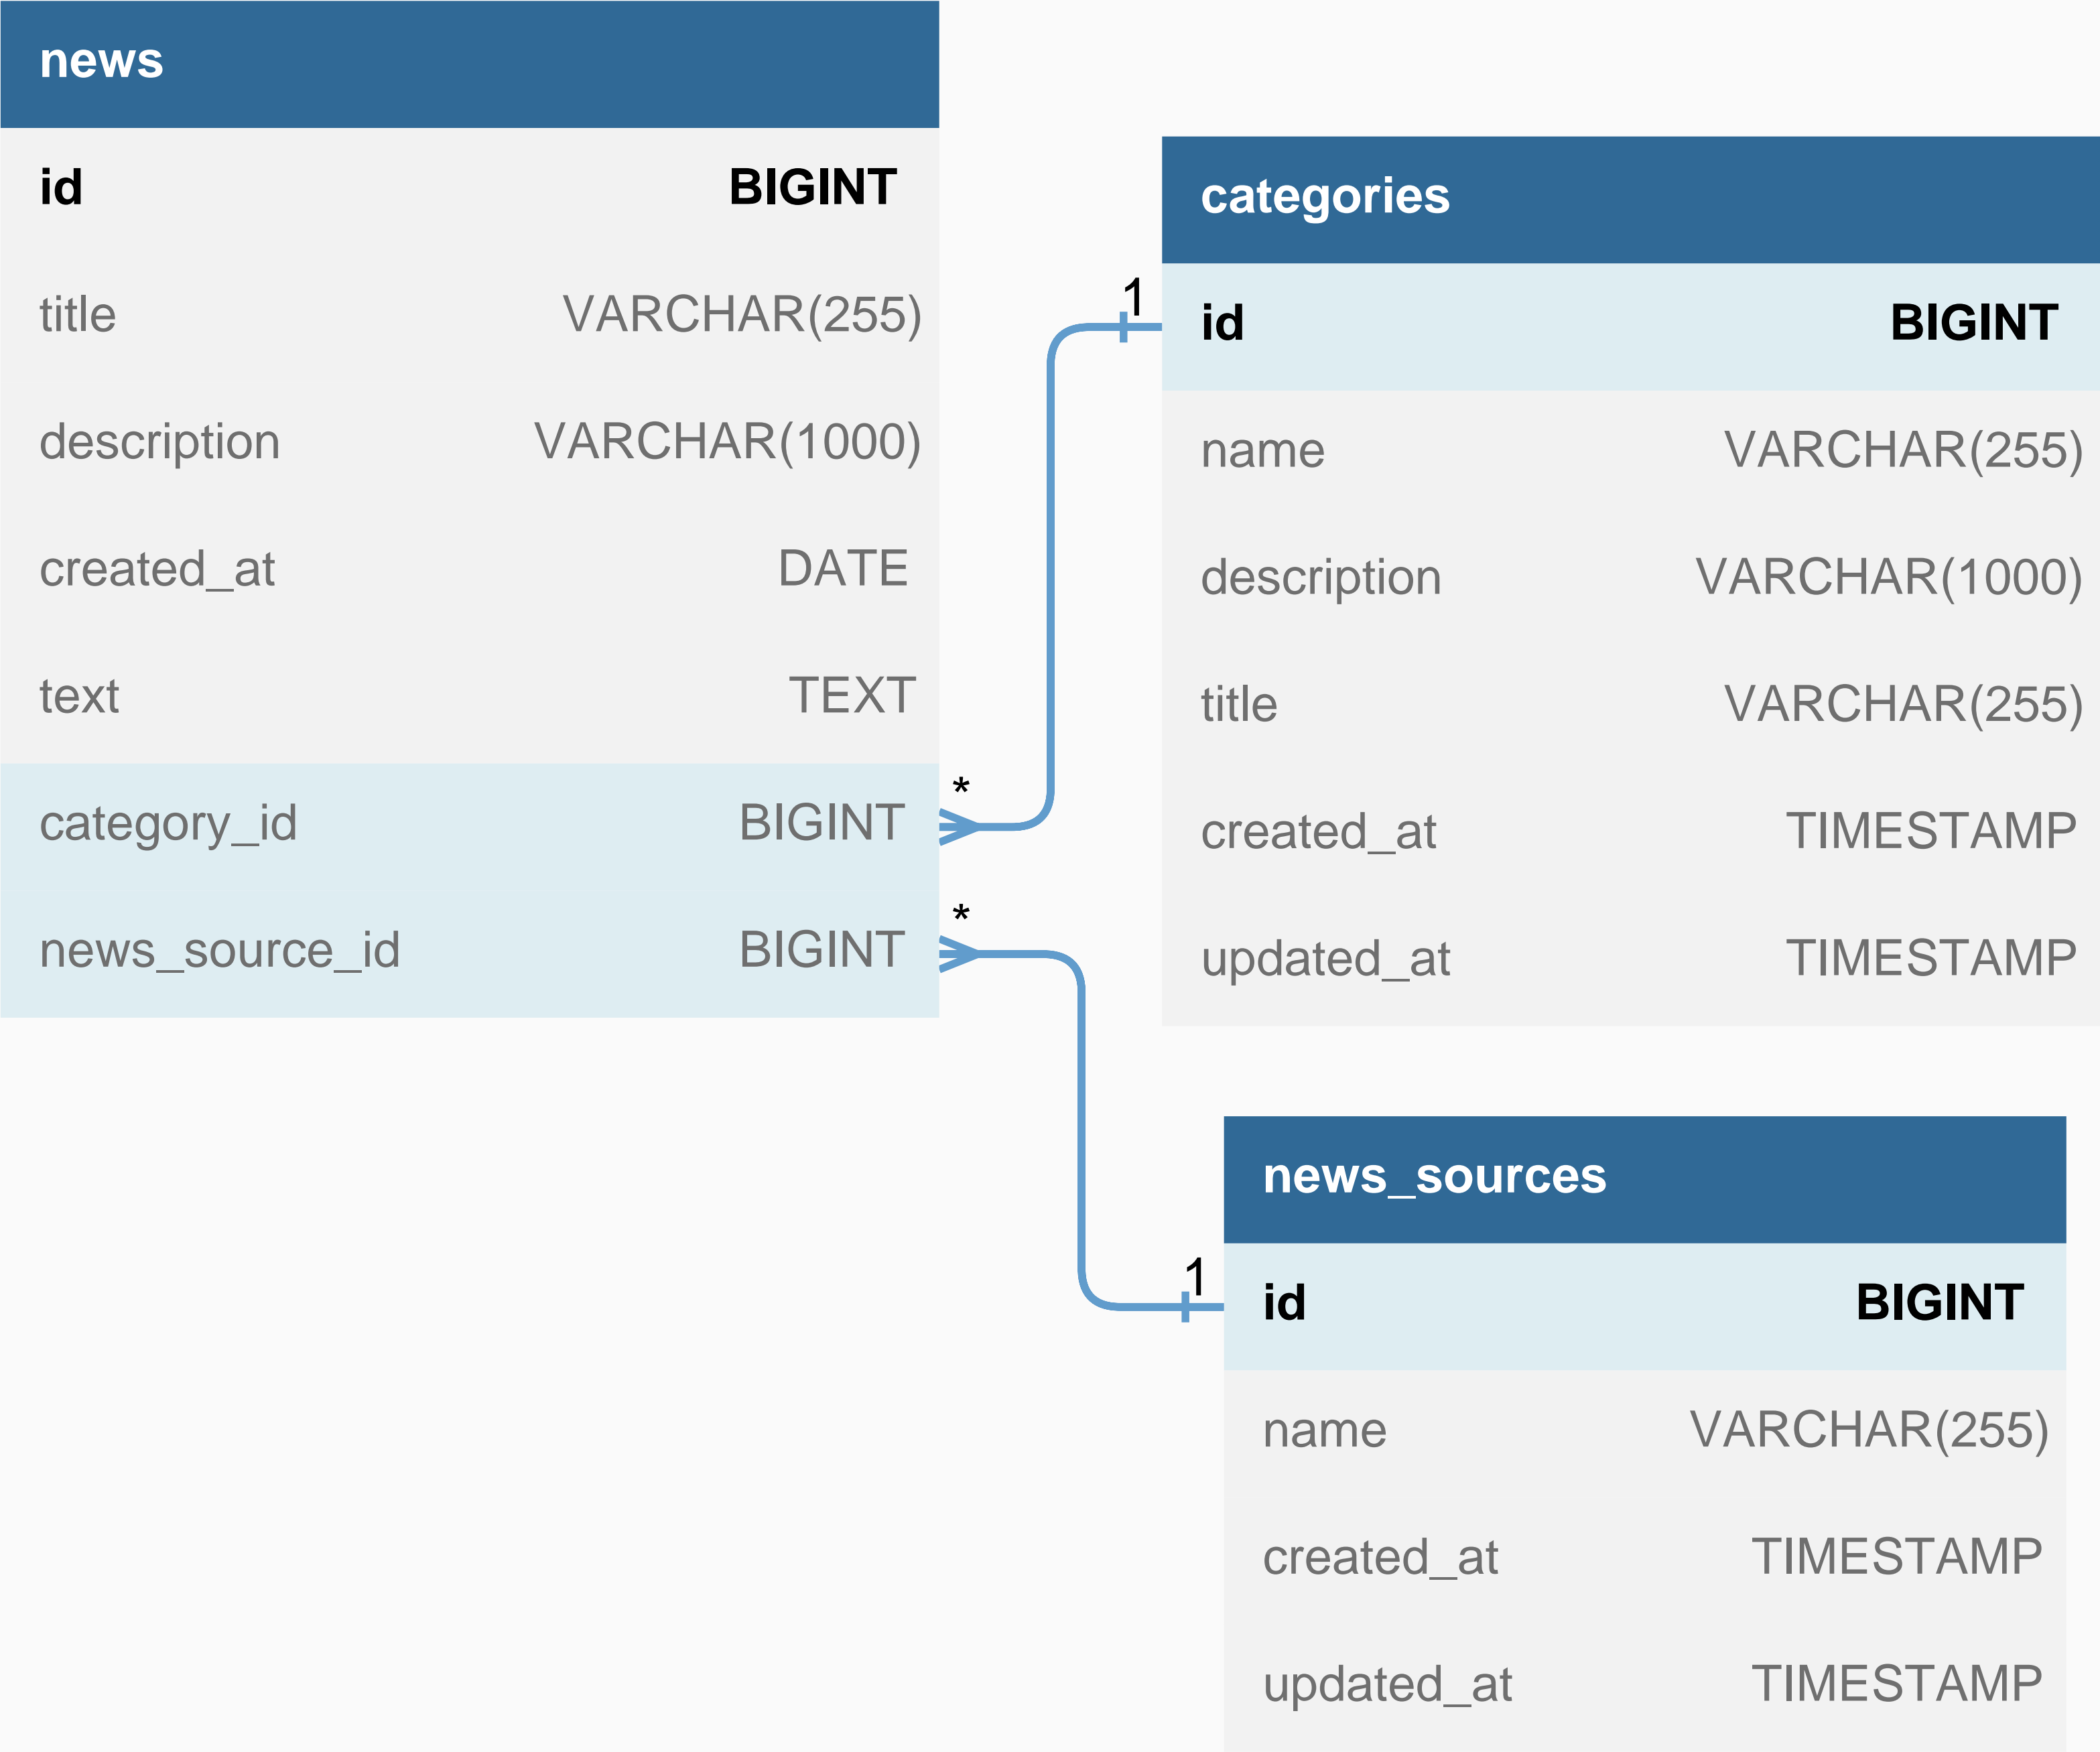 news
id BIGINT
title VARCHAR(255)
description VARCHAR(1000)
created_at DATE
text TEXT
category_id BIGINT
news_source_id BIGINT
*
*
1
categories
id BIGINT
name VARCHAR(255)
description VARCHAR(1000)
title VARCHAR(255)
created_at TIMESTAMP
updated_at TIMESTAMP
1
news_sources
id BIGINT
name VARCHAR(255)
created_at TIMESTAMP
updated_at TIMESTAMP